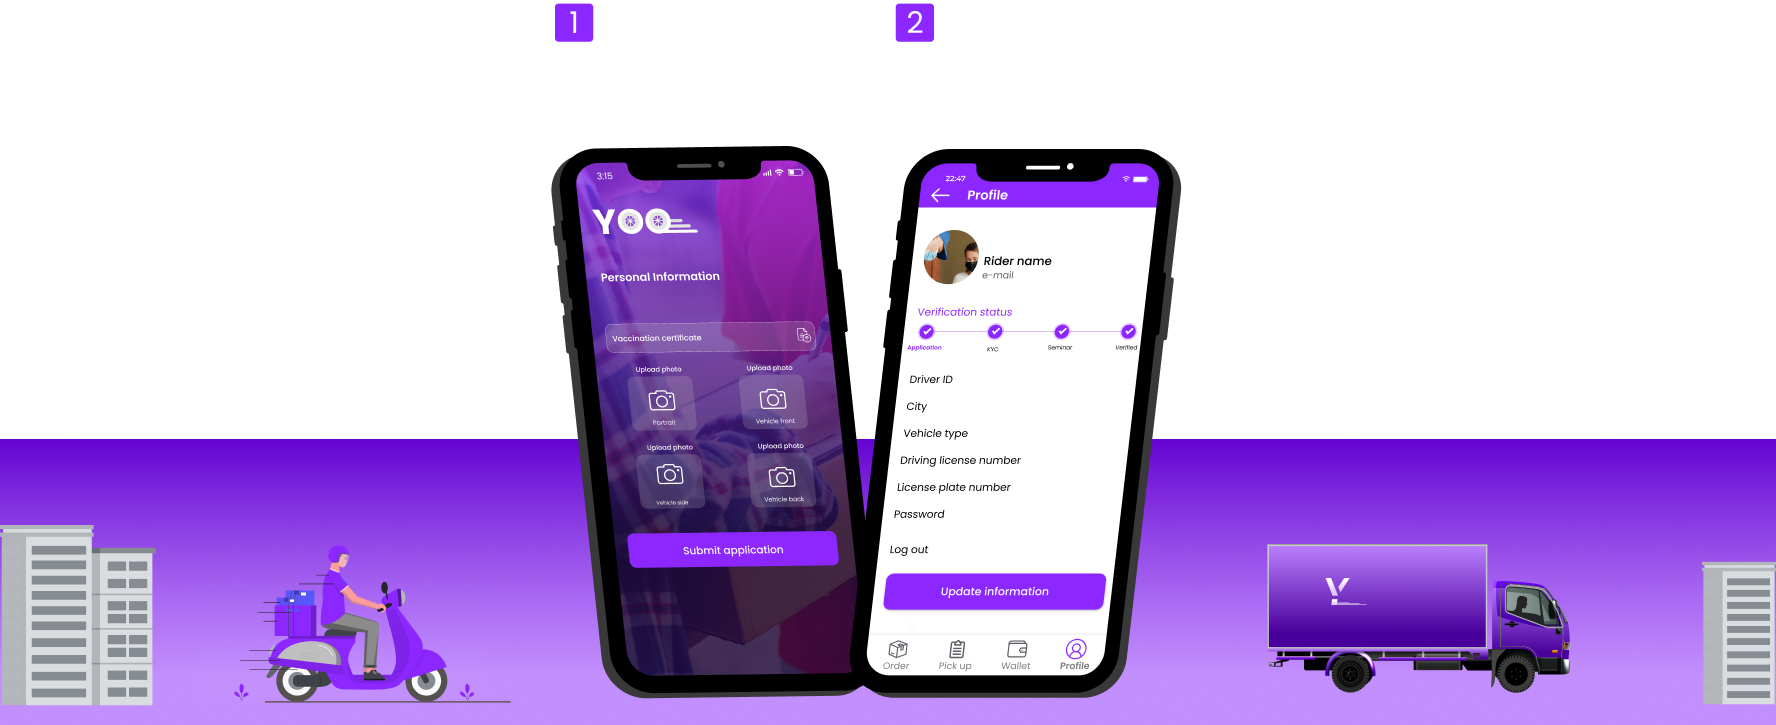 1
2
3:15
YOO
Personal Information
Vaccination certificate
Upload photo
Upload photo
Portrait
Vehicle front
Upload photo
Upload photo
Vehicle side
Vehicle back
Submit application
22:47
Profile
Rider name
e-mail
Verification status
Application
KYC
Seminar
Verified
Driver ID
City
Vehicle type
Driving license number
License plate number
Password
Log out
Update information
Order
Pick up
Wallet
Profile
Y